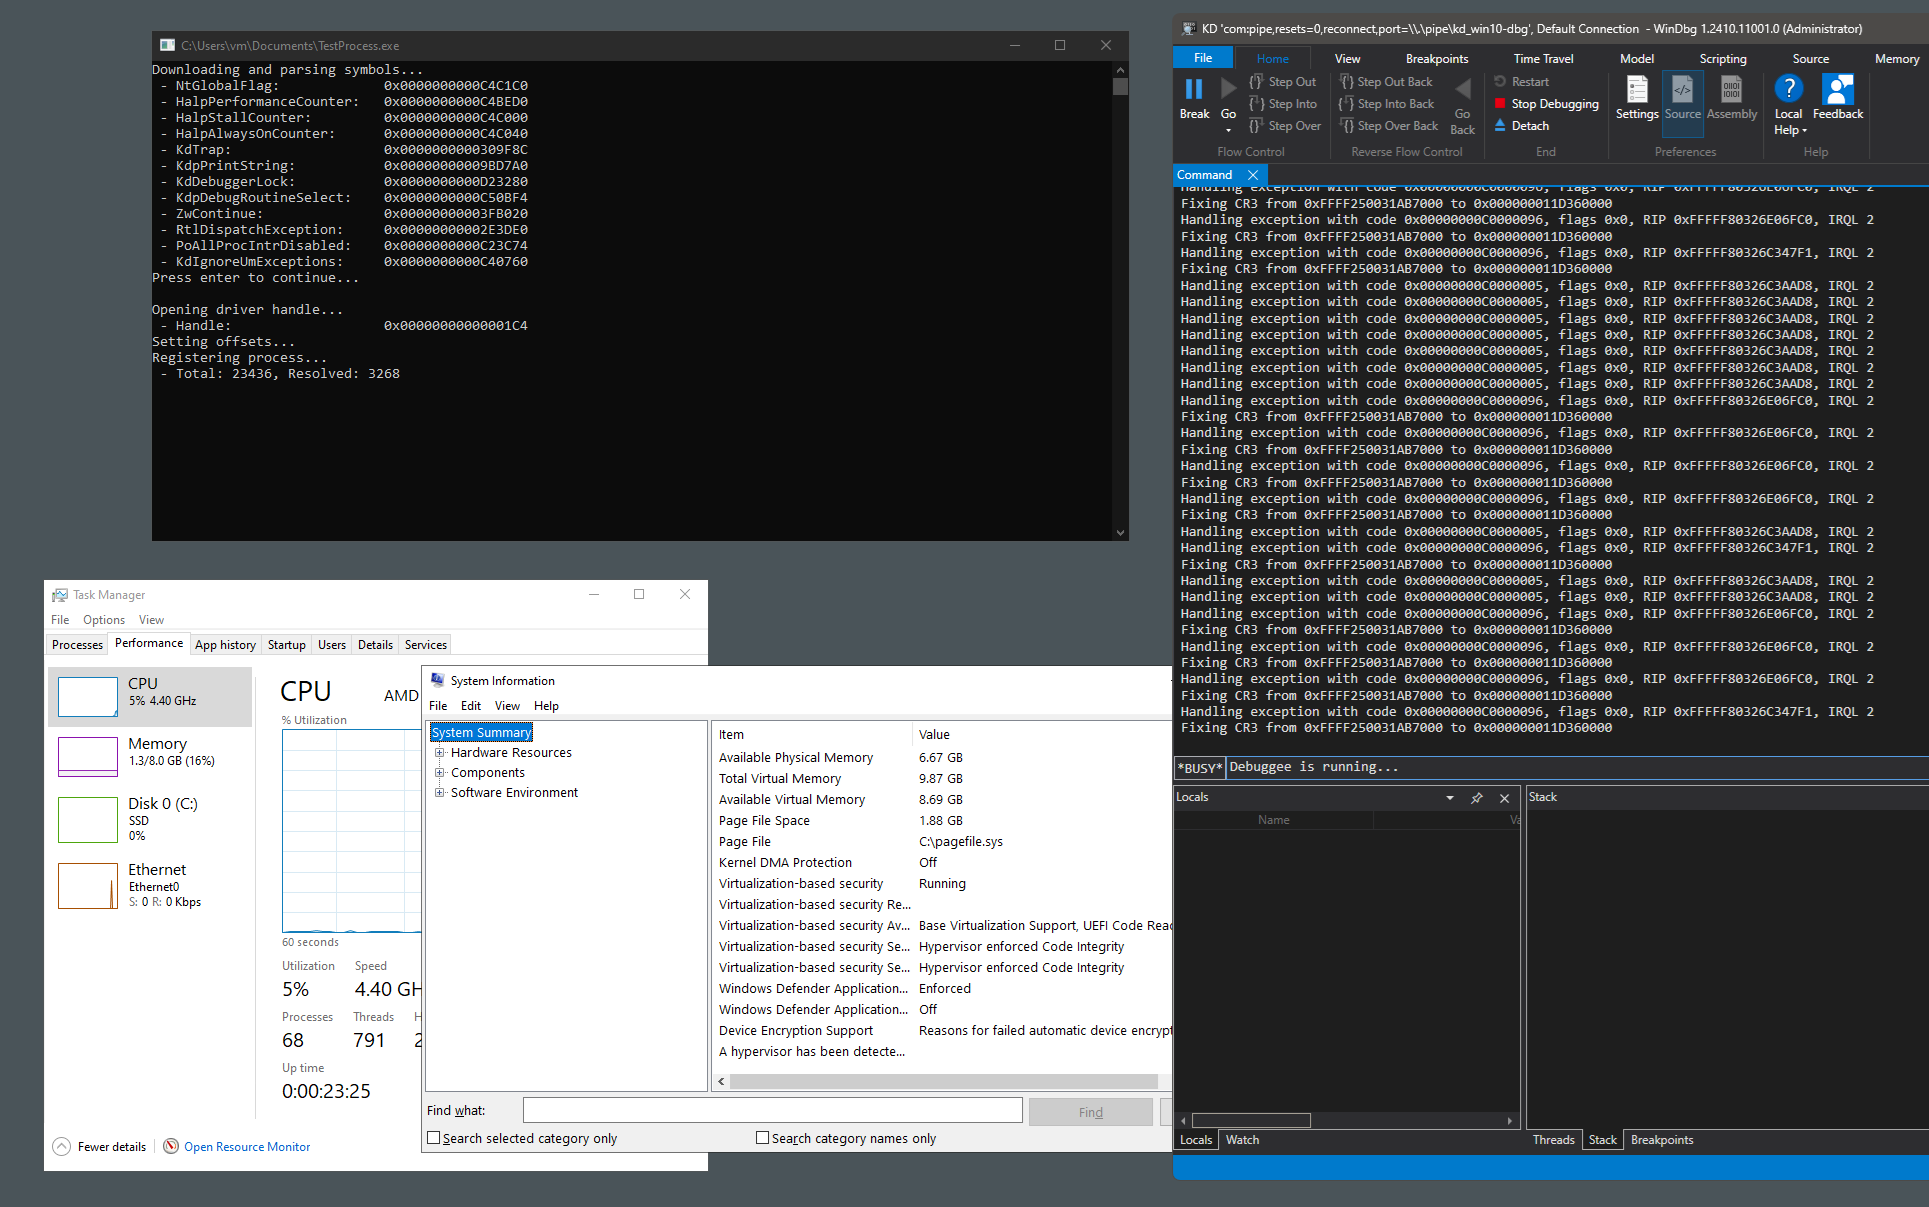 C:\Users\vm\Documents\TestProcess.exe
Downloading and parsing symbols...
- NtGlobalFlag: 0x0000000000C4C1C0
- HalpPerformanceCounter: 0x0000000000C4BED0
- HalpStallCounter: 0x0000000000C4C000
- HalpAlwaysOnCounter: 0x0000000000C4C040
- KdTrap: 0x0000000000309F8C
- KdpPrintString: 0x00000000009BD7A0
- KdDebuggerLock: 0x0000000000D23280
- KdpDebugRoutineSelect: 0x0000000000C50BF4
- ZwContinue: 0x00000000003FB020
- RtlDispatchException: 0x00000000002E3DE0
- PoAllProcIntrDisabled: 0x0000000000C23C74
- KdIgnoreUmExceptions: 0x0000000000C40760
Press enter to continue...
Opening driver handle...
- Handle: 0x00000000000001C4
Setting offsets...
Registering process...
- Total: 23436, Resolved: 3268
Task Manager
File Options View
Processes Performance App history Startup Users Details Services
CPU
5% 4.40 GHz
Memory
1.3/8.0 GB (16%)
Disk 0 (C:)
SSD
0%
Ethernet
Ethernet0
S: 0 R: 0 Kbps
CPU AMD
% Utilization
60 seconds
Utilization Speed
5% 4.40 GH
Processes Threads H
68 791 2
Up time
0:00:23:25
Fewer details Open Resource Monitor
System Information
File Edit View Help
System Summary
Hardware Resources
Components
Software Environment
Item Value
Available Physical Memory 6.67 GB
Total Virtual Memory 9.87 GB
Available Virtual Memory 8.69 GB
Page File Space 1.88 GB
Page File C:\pagefile.sys
Kernel DMA Protection Off
Virtualization-based security Running
Virtualization-based security Re...
Virtualization-based security Av... Base Virtualization Support, UEFI Code Reac
Virtualization-based security Se... Hypervisor enforced Code Integrity
Virtualization-based security Se... Hypervisor enforced Code Integrity
Windows Defender Application... Enforced
Windows Defender Application... Off
Device Encryption Support Reasons for failed automatic device encrypt
A hypervisor has been detecte...
Find what: Find
Search selected category only Search category names only
KD 'com:pipe,resets=0,reconnect,port=\\.\pipe\kd_win10-dbg', Default Connection - WinDbg 1.2410.11001.0 (Administrator)
File Home View Breakpoints Time Travel Model Scripting Source Memory
Break Go Step Out Step Into Step Over
Flow Control
Step Out Back Step Into Back Step Over Back Go Back
Reverse Flow Control
Restart Stop Debugging Detach
End
Settings Source Assembly
Preferences
Local Help Feedback
Help
Command
Handling exception with code 0x00000000C0000096, flags 0x0, RIP 0xFFFFF80326E06FC0, IRQL 2
Fixing CR3 from 0xFFFF250031AB7000 to 0x000000011D360000
Handling exception with code 0x00000000C0000096, flags 0x0, RIP 0xFFFFF80326E06FC0, IRQL 2
Fixing CR3 from 0xFFFF250031AB7000 to 0x000000011D360000
Handling exception with code 0x00000000C0000096, flags 0x0, RIP 0xFFFFF80326C347F1, IRQL 2
Fixing CR3 from 0xFFFF250031AB7000 to 0x000000011D360000
Handling exception with code 0x00000000C0000005, flags 0x0, RIP 0xFFFFF80326C3AAD8, IRQL 2
Handling exception with code 0x00000000C0000005, flags 0x0, RIP 0xFFFFF80326C3AAD8, IRQL 2
Handling exception with code 0x00000000C0000005, flags 0x0, RIP 0xFFFFF80326C3AAD8, IRQL 2
Handling exception with code 0x00000000C0000005, flags 0x0, RIP 0xFFFFF80326C3AAD8, IRQL 2
Handling exception with code 0x00000000C0000005, flags 0x0, RIP 0xFFFFF80326C3AAD8, IRQL 2
Handling exception with code 0x00000000C0000005, flags 0x0, RIP 0xFFFFF80326C3AAD8, IRQL 2
Handling exception with code 0x00000000C0000005, flags 0x0, RIP 0xFFFFF80326C3AAD8, IRQL 2
Handling exception with code 0x00000000C0000096, flags 0x0, RIP 0xFFFFF80326E06FC0, IRQL 2
Fixing CR3 from 0xFFFF250031AB7000 to 0x000000011D360000
Handling exception with code 0x00000000C0000096, flags 0x0, RIP 0xFFFFF80326E06FC0, IRQL 2
Fixing CR3 from 0xFFFF250031AB7000 to 0x000000011D360000
Handling exception with code 0x00000000C0000096, flags 0x0, RIP 0xFFFFF80326E06FC0, IRQL 2
Fixing CR3 from 0xFFFF250031AB7000 to 0x000000011D360000
Handling exception with code 0x00000000C0000096, flags 0x0, RIP 0xFFFFF80326E06FC0, IRQL 2
Fixing CR3 from 0xFFFF250031AB7000 to 0x000000011D360000
Handling exception with code 0x00000000C0000005, flags 0x0, RIP 0xFFFFF80326C3AAD8, IRQL 2
Handling exception with code 0x00000000C0000096, flags 0x0, RIP 0xFFFFF80326C347F1, IRQL 2
Fixing CR3 from 0xFFFF250031AB7000 to 0x000000011D360000
Handling exception with code 0x00000000C0000005, flags 0x0, RIP 0xFFFFF80326C3AAD8, IRQL 2
Handling exception with code 0x00000000C0000005, flags 0x0, RIP 0xFFFFF80326C3AAD8, IRQL 2
Handling exception with code 0x00000000C0000096, flags 0x0, RIP 0xFFFFF80326E06FC0, IRQL 2
Fixing CR3 from 0xFFFF250031AB7000 to 0x000000011D360000
Handling exception with code 0x00000000C0000096, flags 0x0, RIP 0xFFFFF80326E06FC0, IRQL 2
Fixing CR3 from 0xFFFF250031AB7000 to 0x000000011D360000
Handling exception with code 0x00000000C0000096, flags 0x0, RIP 0xFFFFF80326E06FC0, IRQL 2
Fixing CR3 from 0xFFFF250031AB7000 to 0x000000011D360000
Handling exception with code 0x00000000C0000096, flags 0x0, RIP 0xFFFFF80326C347F1, IRQL 2
Fixing CR3 from 0xFFFF250031AB7000 to 0x000000011D360000
*BUSY* Debuggee is running...
Locals
Name Va
Locals Watch
Stack
Threads Stack Breakpoints